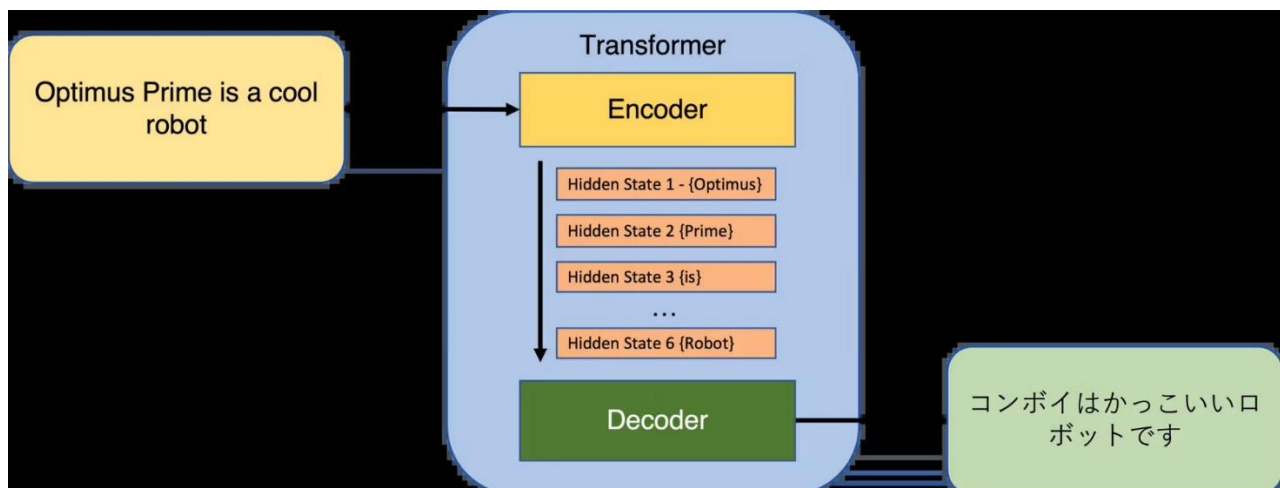 Optimus Prime is a cool
robot
Transformer
Encoder
Hidden State 1 - {Optimus}
Hidden State 2 {Prime}
Hidden State 3 {is}
...
Hidden State 6 {Robot}
Decoder
コンボイはかっこいいロ
ボットです